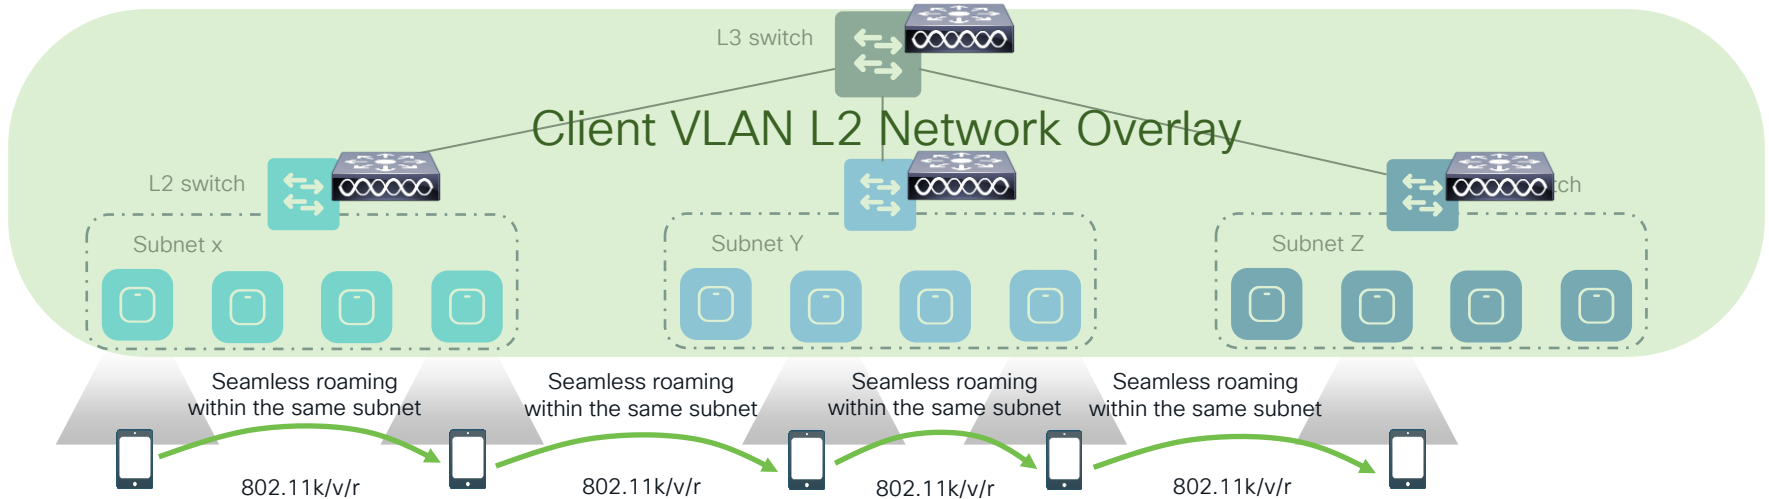 L3 switch
Client VLAN L2 Network Overlay
L2 switch
Subnet x
Subnet Y
Subnet Z
Seamless roaming
within the same subnet
Seamless roaming
within the same subnet
Seamless roaming
within the same subnet
Seamless roaming
within the same subnet
802.11k/v/r
802.11k/v/r
802.11k/v/r
802.11k/v/r